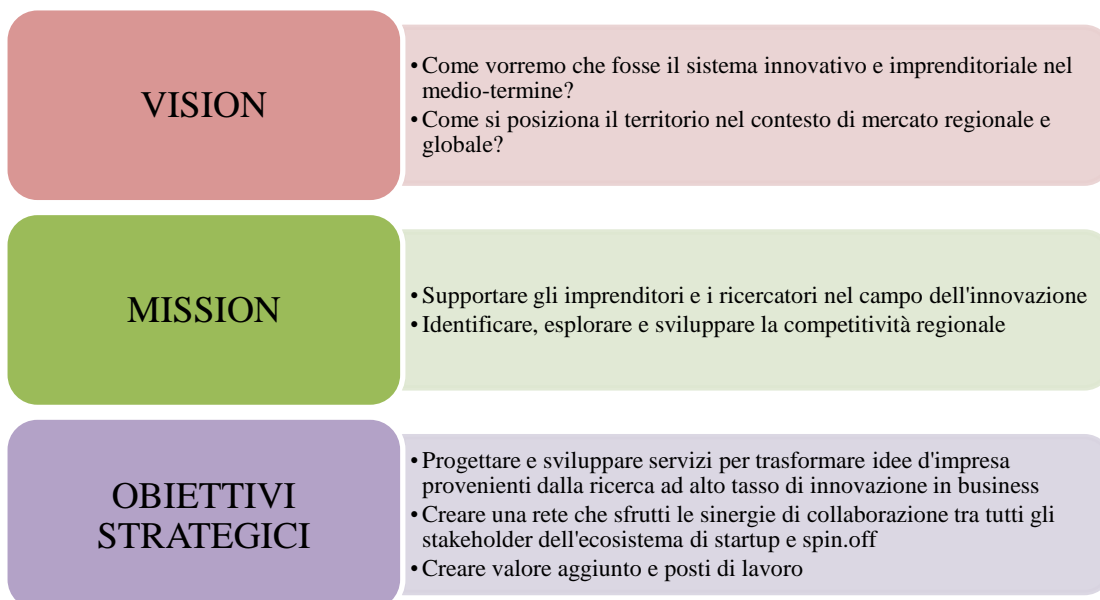 VISION
•Come vorremo che fosse il sistema innovativo e imprenditoriale nel
medio-termine?
•Come si posiziona il territorio nel contesto di mercato regionale e
globale?
MISSION
•Supportare gli imprenditori e i ricercatori nel campo dell'innovazione
•Identificare, esplorare e sviluppare la competitività regionale
OBIETTIVI
STRATEGICI
•Progettare e sviluppare servizi per trasformare idee d'impresa
provenienti dalla ricerca ad alto tasso di innovazione in business
•Creare una rete che sfrutti le sinergie di collaborazione tra tutti gli
stakeholder dell'ecosistema di startup e spin.off
•Creare valore aggiunto e posti di lavoro